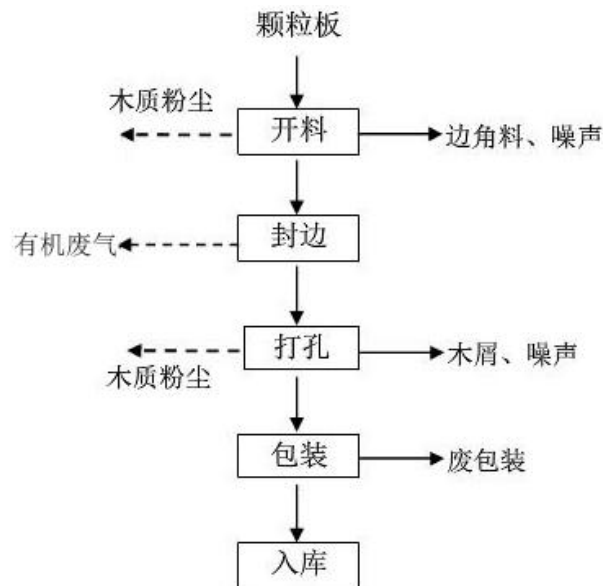 颗粒板
木质粉尘
开料
边角料、噪声
有机废气
封边
打孔
木屑、噪声
木质粉尘
包装
废包装
入库